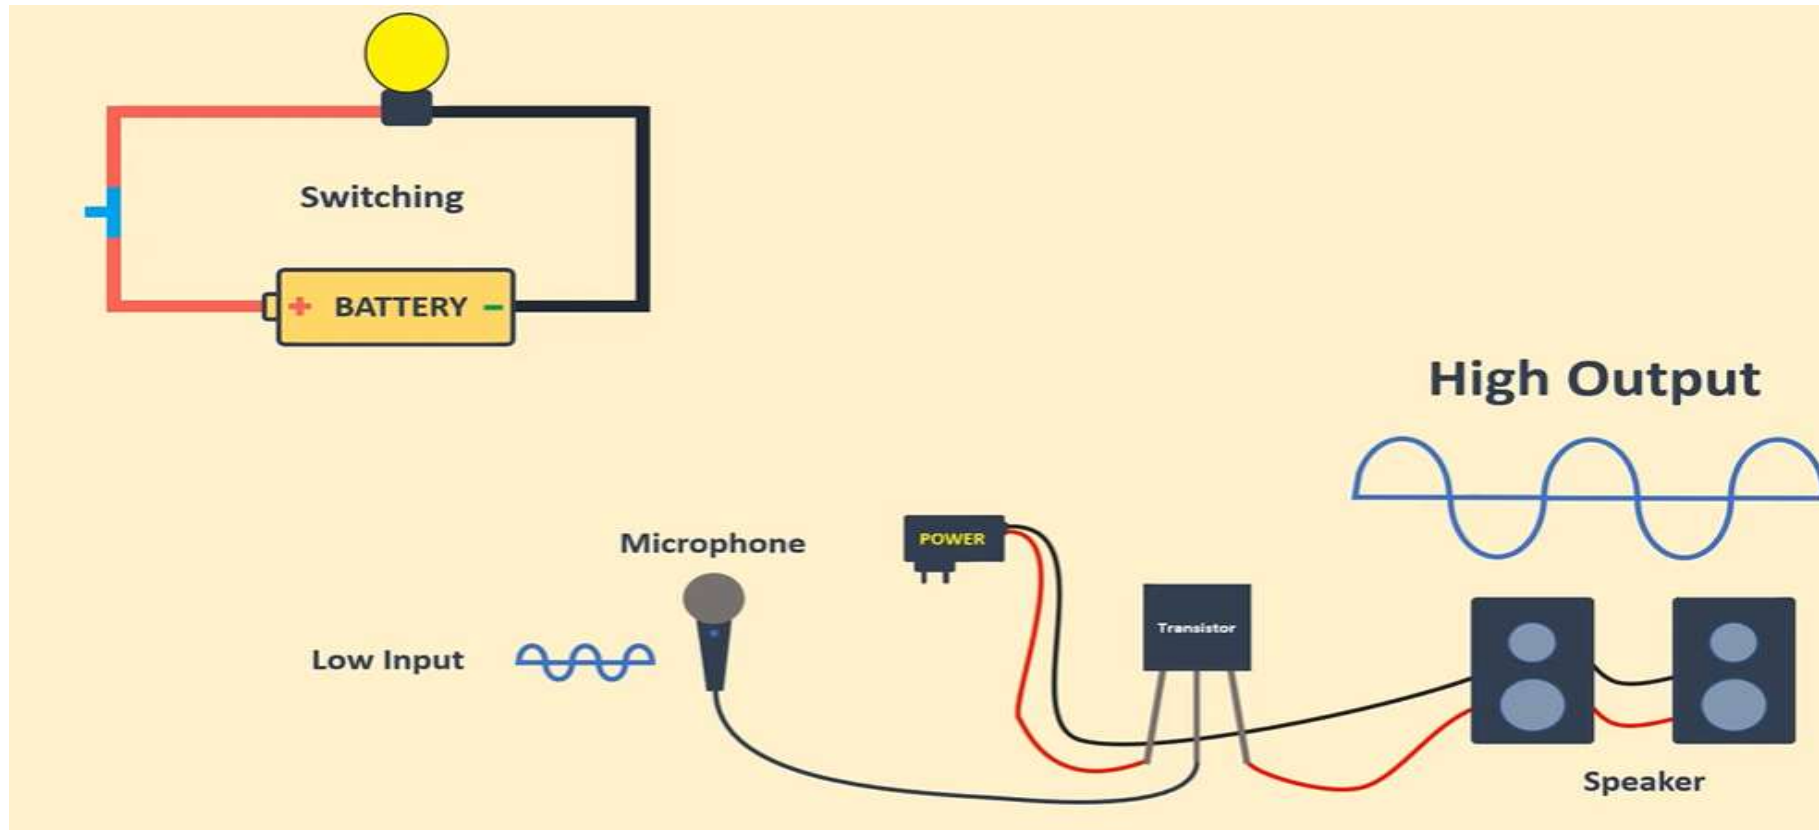 Switching
+ BATTERY -
High Output
Microphone
POWER
Transistor
Low Input
Speaker